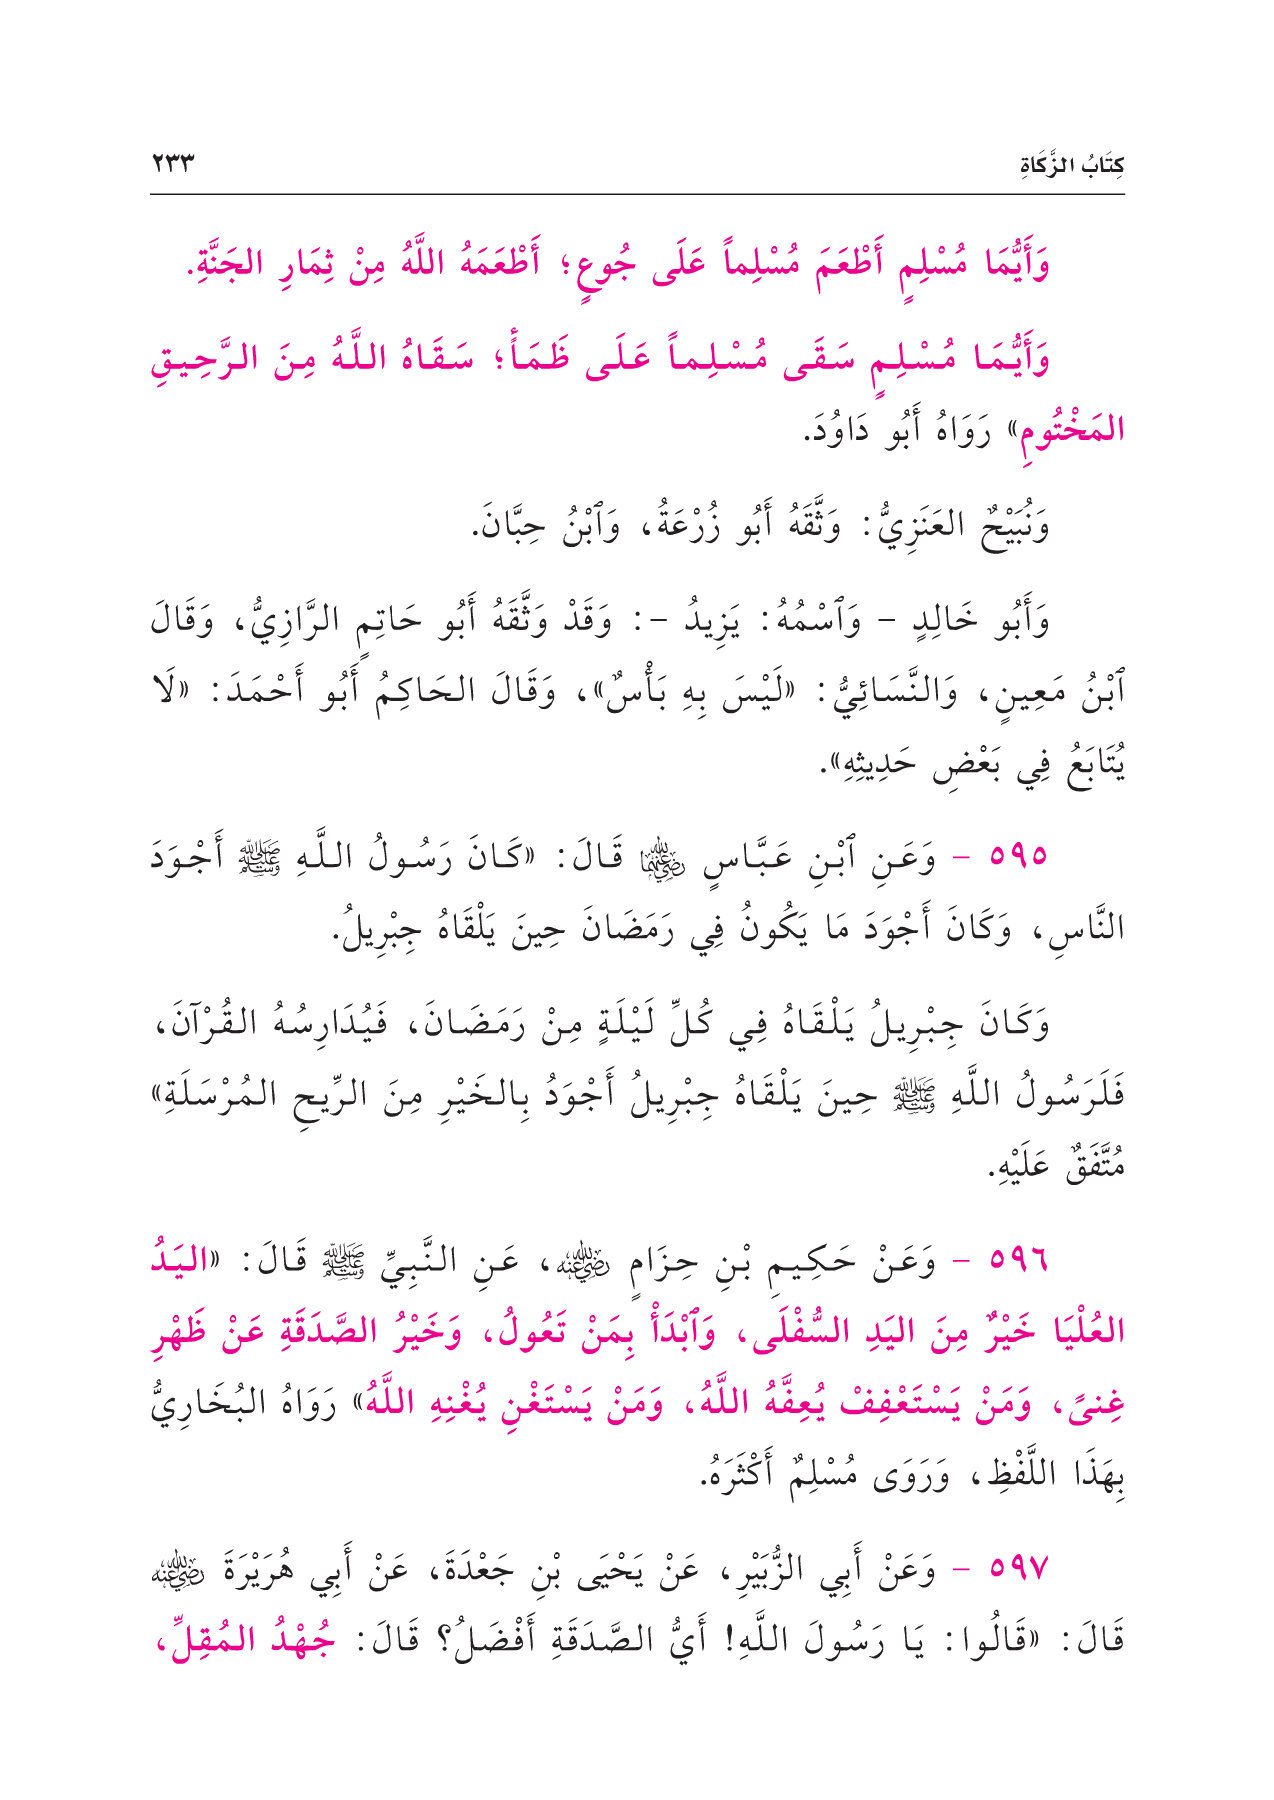 كِتَابُ الزَّكَاةِ ٢٣٣
وَأَيُّمَا مُسْلِمٍ أَطْعَمَ مُسْلِماً عَلَى جُوعٍ؛ أَطْعَمَهُ اللَّهُ مِنْ ثِمَارِ الجَنَّةِ.
وَأَيُّمَا مُسْلِمٍ سَقَى مُسْلِماً عَلَى ظَمَأٍ؛ سَقَاهُ اللَّهُ مِنَ الرَّحِيقِ
المَخْتُومِ» رَوَاهُ أَبُو دَاوُدَ.
وَنُبَيْحٌ العَنَزِيُّ: وَثَّقَهُ أَبُو زُرْعَةُ، وَٱبْنُ حِبَّانَ.
وَأَبُو خَالِدٍ – وَٱسْمُهُ: يَزِيدُ –: وَقَدْ وَثَّقَهُ أَبُو حَاتِمٍ الرَّازِيُّ، وَقَالَ
ٱبْنُ مَعِينٍ، وَالنَّسَائِيُّ: «لَيْسَ بِهِ بَأْسٌ»، وَقَالَ الحَاكِمُ أَبُو أَحْمَدَ: «لَا
يُتَابَعُ فِي بَعْضِ حَدِيثِهِ».
٥٩٥ – وَعَنِ ٱبْنِ عَبَّاسٍ رضي الله عنهما قَالَ: «كَانَ رَسُولُ اللَّهِ ﷺ أَجْوَدَ
النَّاسِ، وَكَانَ أَجْوَدَ مَا يَكُونُ فِي رَمَضَانَ حِينَ يَلْقَاهُ جِبْرِيلُ.
وَكَانَ جِبْرِيلُ يَلْقَاهُ فِي كُلِّ لَيْلَةٍ مِنْ رَمَضَانَ، فَيُدَارِسُهُ القُرْآنَ،
فَلَرَسُولُ اللَّهِ ﷺ حِينَ يَلْقَاهُ جِبْرِيلُ أَجْوَدُ بِالخَيْرِ مِنَ الرِّيحِ المُرْسَلَةِ»
مُتَّفَقٌ عَلَيْهِ.
٥٩٦ – وَعَنْ حَكِيمِ بْنِ حِزَامٍ رضي الله عنه، عَنِ النَّبِيِّ ﷺ قَالَ: «اليَدُ
العُلْيَا خَيْرٌ مِنَ اليَدِ السُّفْلَى، وَٱبْدَأْ بِمَنْ تَعُولُ، وَخَيْرُ الصَّدَقَةِ عَنْ ظَهْرِ
غِنىً، وَمَنْ يَسْتَعْفِفْ يُعِفَّهُ اللَّهُ، وَمَنْ يَسْتَغْنِ يُغْنِهِ اللَّهُ» رَوَاهُ البُخَارِيُّ
بِهَذَا اللَّفْظِ، وَرَوَى مُسْلِمٌ أَكْثَرَهُ.
٥٩٧ – وَعَنْ أَبِي الزُّبَيْرِ، عَنْ يَحْيَى بْنِ جَعْدَةَ، عَنْ أَبِي هُرَيْرَةَ رضي الله عنه
قَالَ: «قَالُوا: يَا رَسُولَ اللَّهِ! أَيُّ الصَّدَقَةِ أَفْضَلُ؟ قَالَ: جُهْدُ المُقِلِّ،